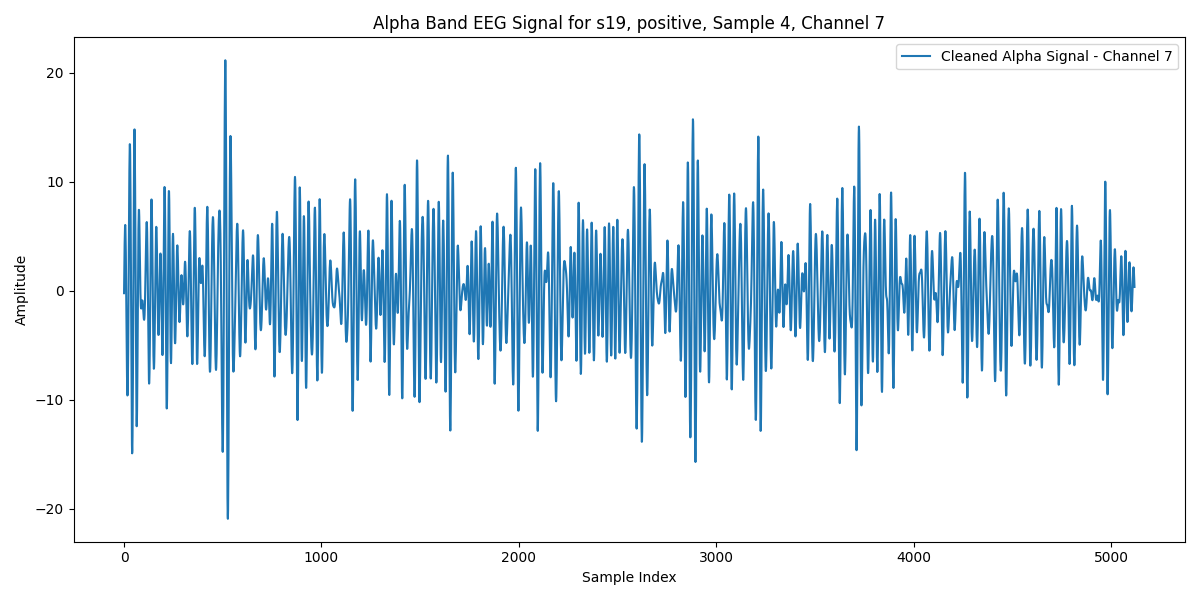 Alpha Band EEG Signal for s19, positive, Sample 4, Channel 7
Cleaned Alpha Signal - Channel 7
Amplitude
20
10
0
−10
−20
0 1000 2000 3000 4000 5000
Sample Index